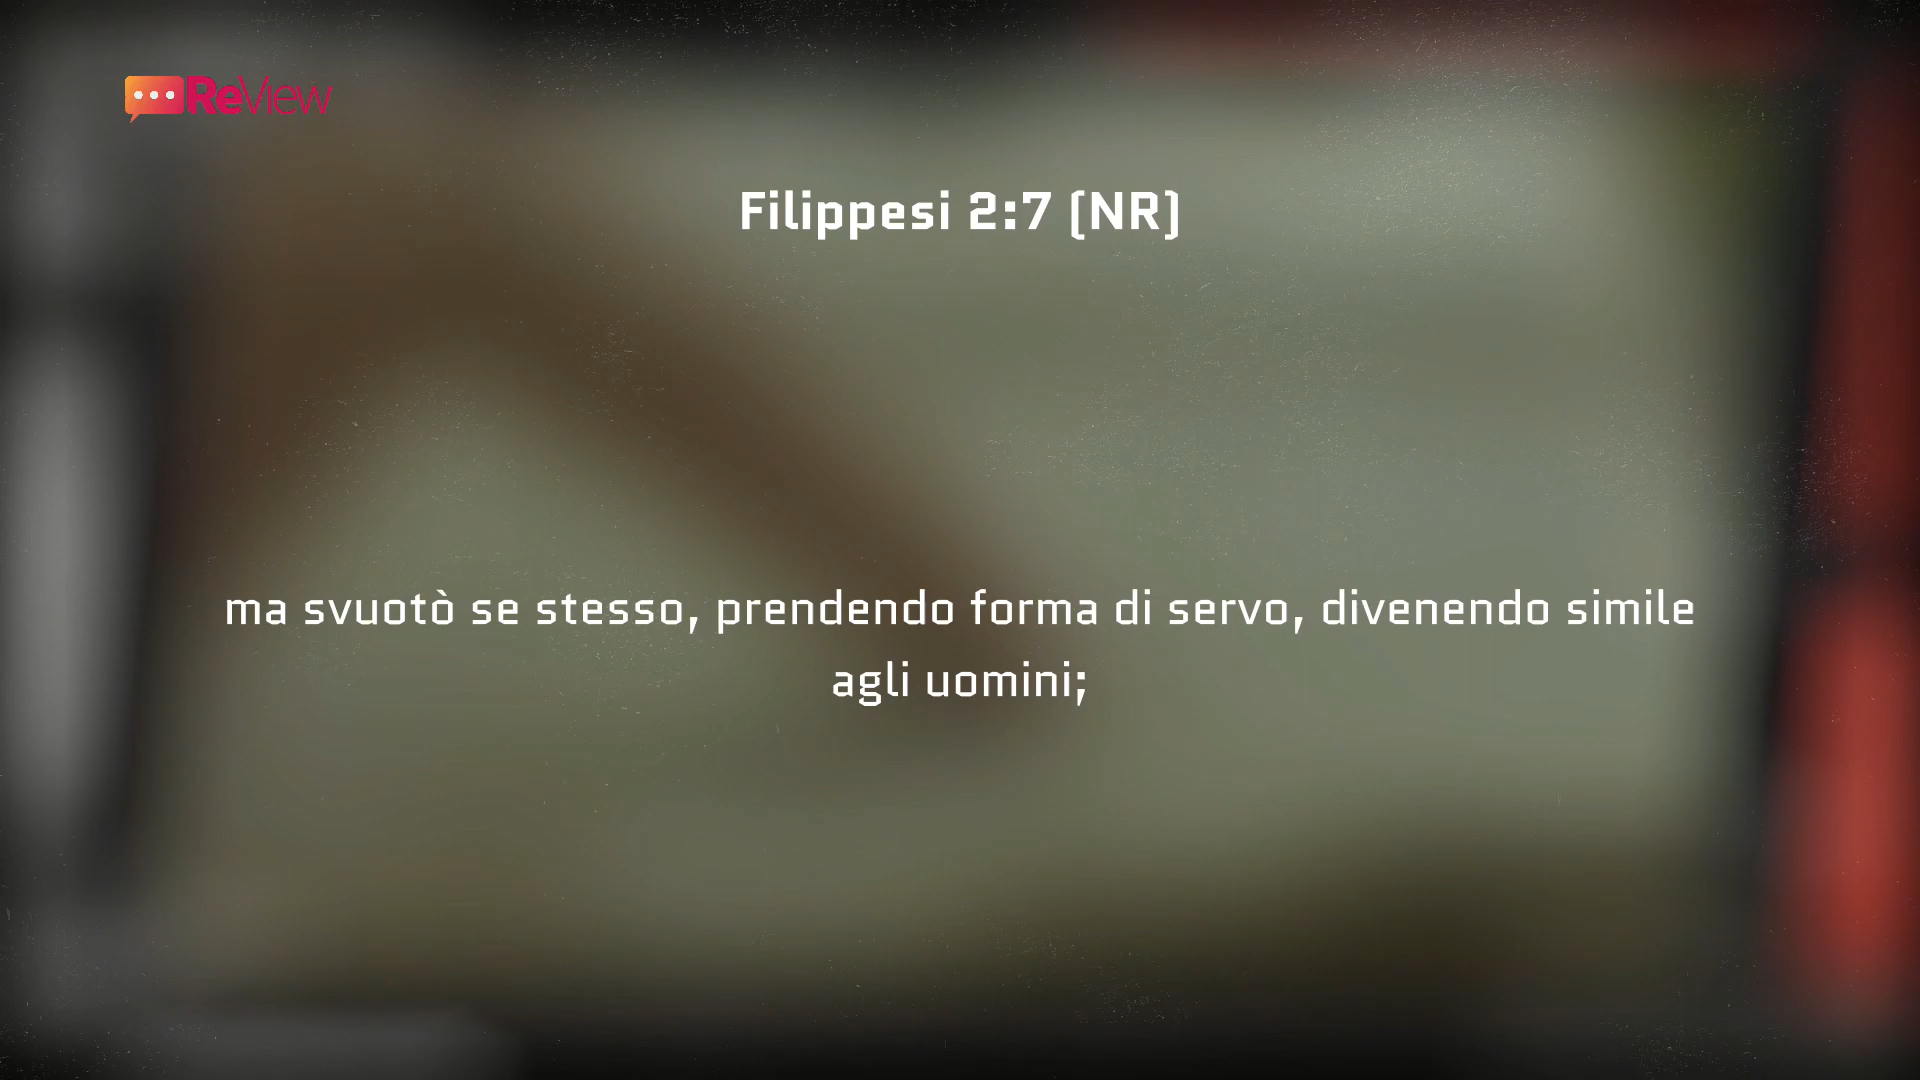 ReView
Filippesi 2:7 (NR)
ma svuotò se stesso, prendendo forma di servo, divenendo simile
agli uomini;